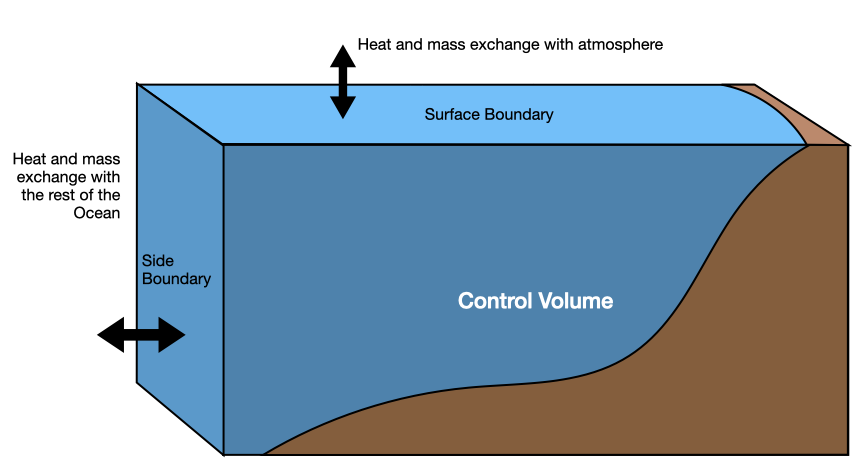 Heat and mass exchange with atmosphere
Surface Boundary
Heat and mass
exchange with
the rest of the
Ocean
Side
Boundary
Control Volume